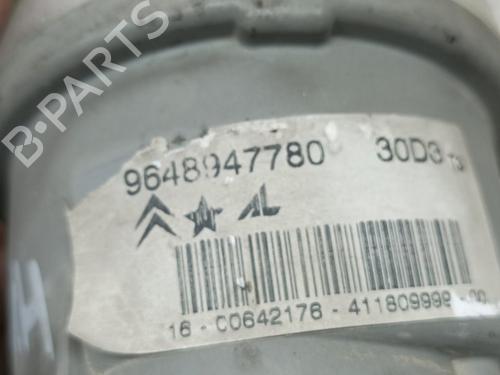 B-PARTS
9648947780 30D3
AL
16 - C0642176 - 411809999 - 00
H